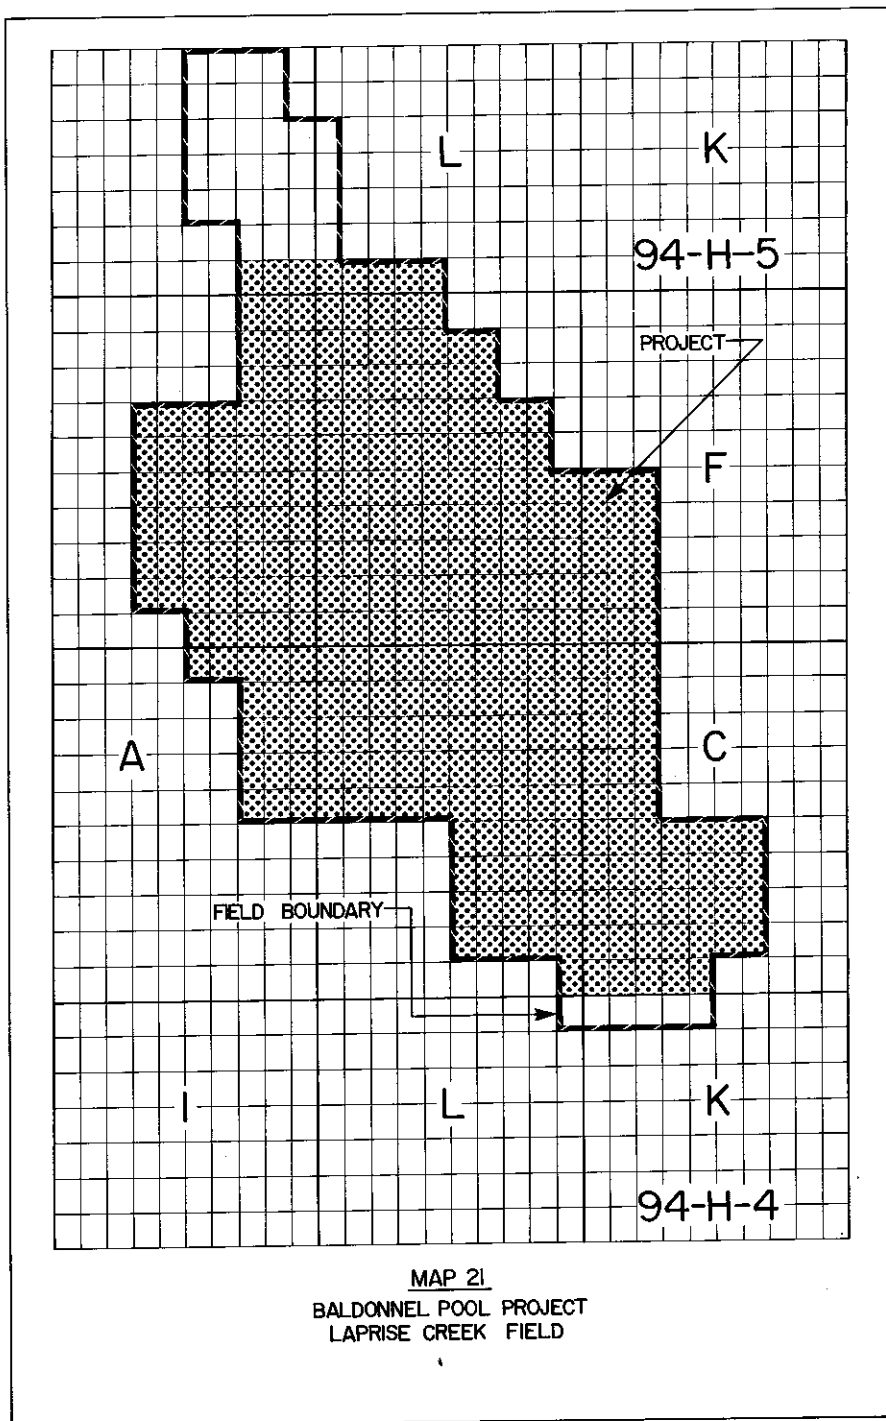 L K
94-H-5
PROJECT
F
A C
FIELD BOUNDARY
I L K
94-H-4
MAP 21
BALDONNEL POOL PROJECT
LAPRISE CREEK FIELD